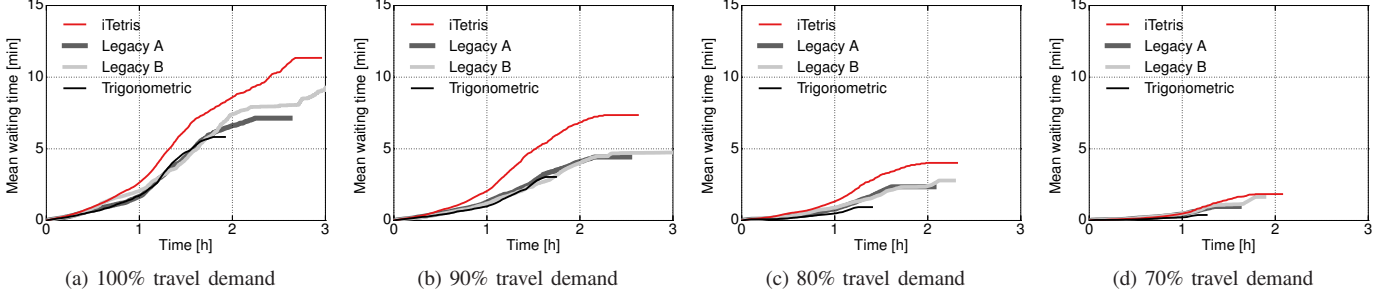 15
10
5
0
Mean waiting time [min]
iTetris
Legacy A
Legacy B
Trigonometric
0 1 2 3
Time [h]
(a) 100% travel demand
15
10
5
0
Mean waiting time [min]
iTetris
Legacy A
Legacy B
Trigonometric
0 1 2 3
Time [h]
(b) 90% travel demand
15
10
5
0
Mean waiting time [min]
iTetris
Legacy A
Legacy B
Trigonometric
0 1 2 3
Time [h]
(c) 80% travel demand
15
10
5
0
Mean waiting time [min]
iTetris
Legacy A
Legacy B
Trigonometric
0 1 2 3
Time [h]
(d) 70% travel demand